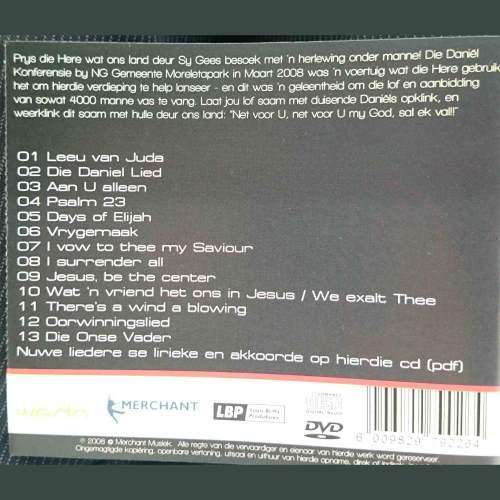 Prys die Here wat ons land deur Sy Gees besoek met 'n herlewing onder manne! Die Daniël
Konferensie by NG Gemeente Moreletapark in Maart 2008 was 'n voertuig wat die Here gebruik
het om hierdie verdieping te help lanseer - en dit was 'n geleentheid om die lof en aanbidding
van sowat 4000 manne vas te vang. Laat jou lof saam met duisende Daniëls opklink, en
weerklink dit saam met hulle deur ons land: "Net voor U, net voor U my God, sal ek val!!"
01 Leeu van Juda
02 Die Daniel Lied
03 Aan U alleen
04 Psalm 23
05 Days of Elijah
06 Vrygemaak
07 I vow to thee my Saviour
08 I surrender all
09 Jesus, be the center
10 Wat 'n vriend het ons in Jesus / We exalt Thee
11 There's a wind a blowing
12 Oorwinningslied
13 Die Onse Vader
Nuwe liedere se lirieke en akkoorde op hierdie cd (pdf)
MERCHANT
LBP
COMPACT
DVD
© 2008 Merchant Musiek. Alle regte van die vervaardiger en eienaar van hierdie werk word gereserveer.
Ongemagtigde kopiëring, openbare vertoning, uitsaai en uithuur van hierdie opname, direk of